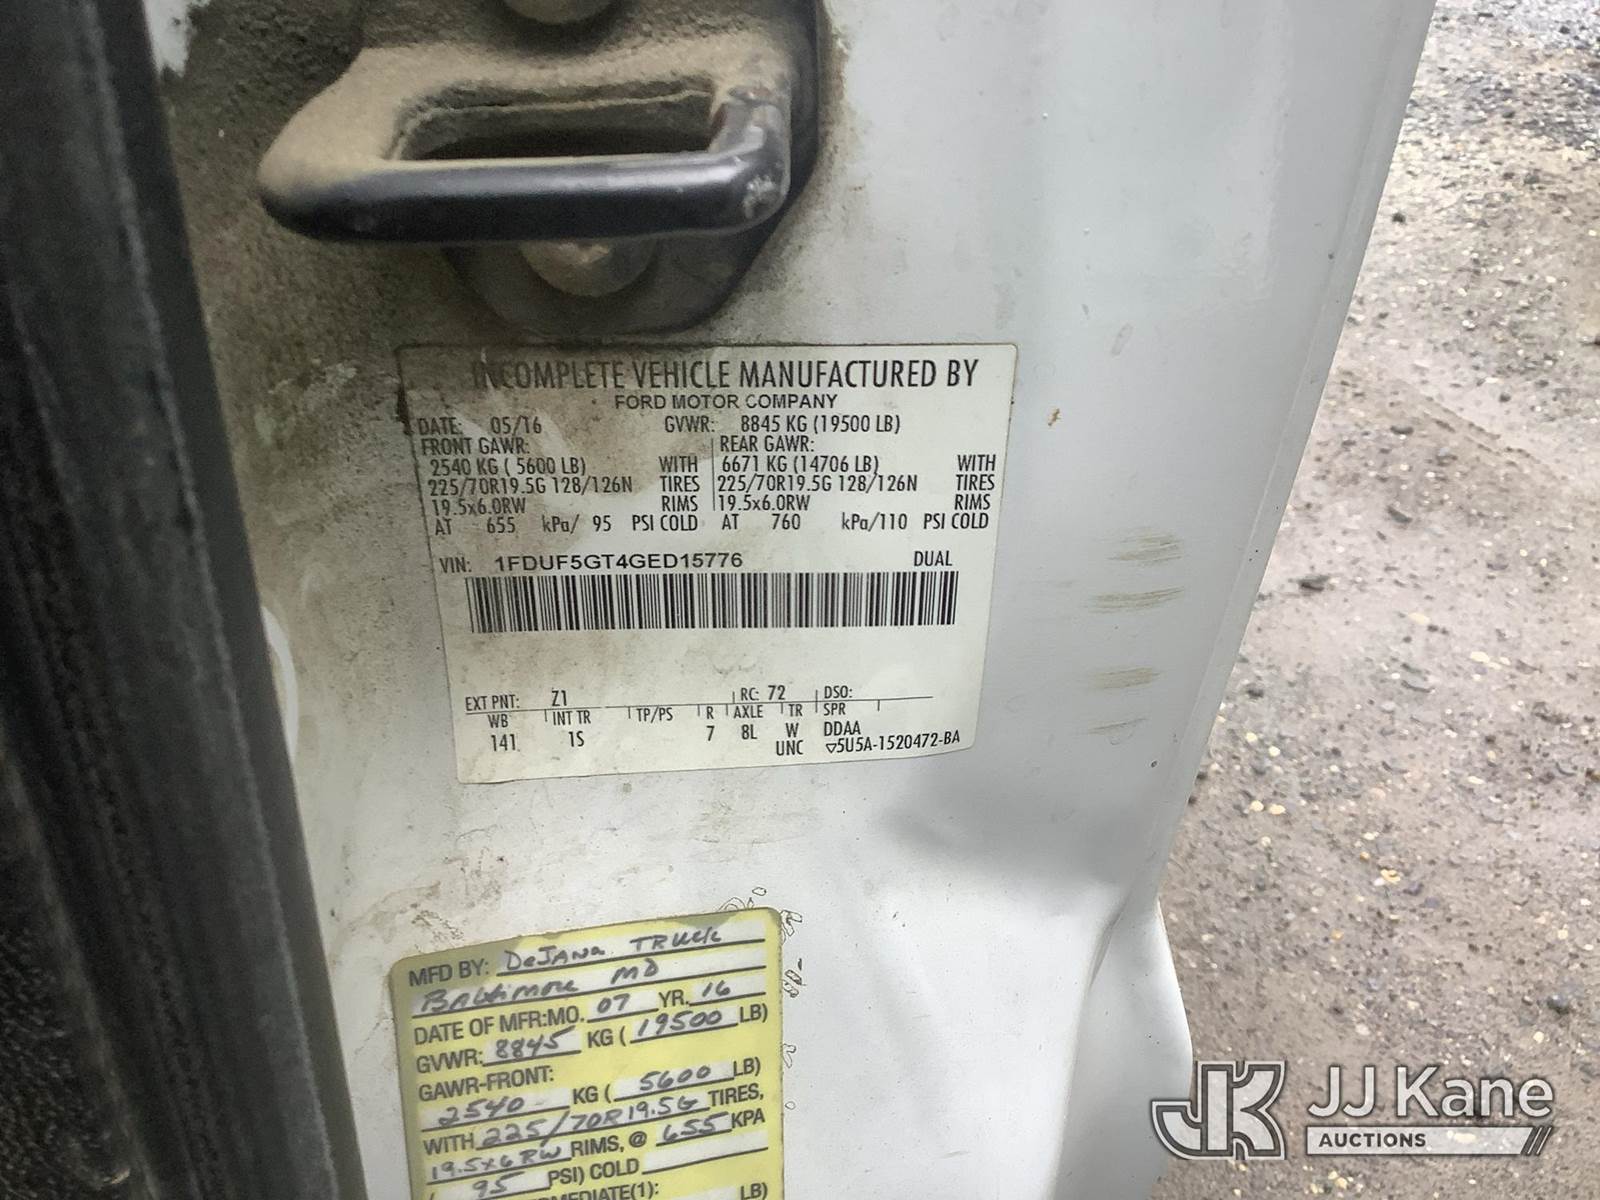 INCOMPLETE VEHICLE MANUFACTURED BY
FORD MOTOR COMPANY
DATE: 05/16 GVWR: 8845 KG (19500 LB)
FRONT GAWR: REAR GAWR:
2540 KG ( 5600 LB) WITH 6671 KG (14706 LB) WITH
225/70R19.5G 128/126N TIRES 225/70R19.5G 128/126N TIRES
19.5x6.0RW RIMS 19.5x6.0RW RIMS
AT 655 kPa/ 95 PSI COLD AT 760 kPa/110 PSI COLD
VIN: 1FDUF5GT4GED15776 DUAL
EXT PNT: Z1 RC: 72 DSO:
WB INT TR TP/PS R AXLE TR SPR
141 1S 7 8L W DDAA
UNC ▽5U5A-1520472-BA
MFD BY: DeJana Truck
Baltimore MD
DATE OF MFR:MO. 07 YR. 16
GVWR: 8845 KG ( 19500 LB)
GAWR-FRONT:
2540 KG ( 5600 LB)
WITH 225/70R19.5G TIRES,
19.5x6RW RIMS, @ 655 KPA
( 95 PSI) COLD
LB)
JJ Kane
AUCTIONS